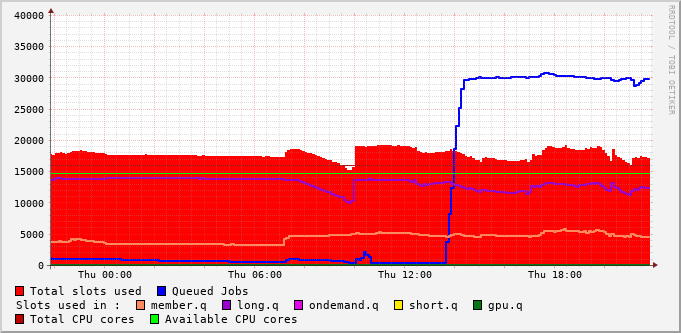 40000
35000
30000
25000
20000
15000
10000
5000
0
Thu 00:00 Thu 06:00 Thu 12:00 Thu 18:00
RRDTOOL / TOBI OETIKER
Total slots used Queued Jobs
Slots used in : member.q long.q ondemand.q short.q gpu.q
Total CPU cores Available CPU cores